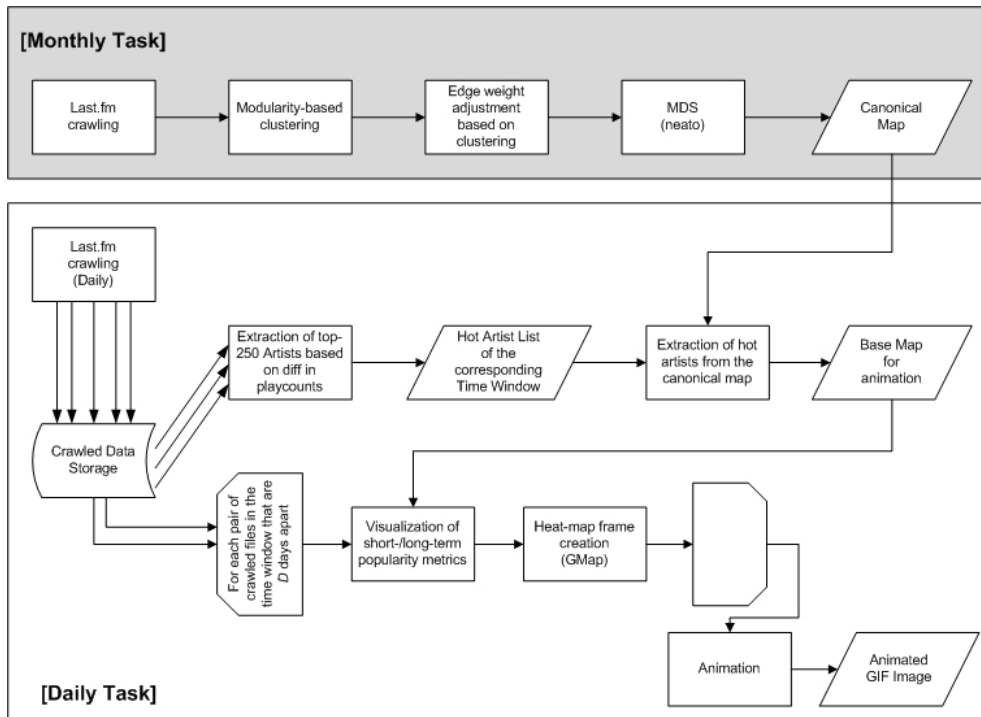 [Monthly Task]
Last.fm
crawling
Modularity-based
clustering
Edge weight
adjustment
based on
clustering
MDS
(neato)
Canonical
Map
Last.fm
crawling
(Daily)
Extraction of top-
250 Artists based
on diff in
playcounts
Hot Artist List
of the
corresponding
Time Window
Extraction of hot
artists from the
canonical map
Base Map
for
animation
Crawled Data
Storage
For each pair of
crawled files in the
time window that are
D days apart
Visualization of
short-/long-term
popularity metrics
Heat-map frame
creation
(GMap)
Animation
Animated
GIF Image
[Daily Task]